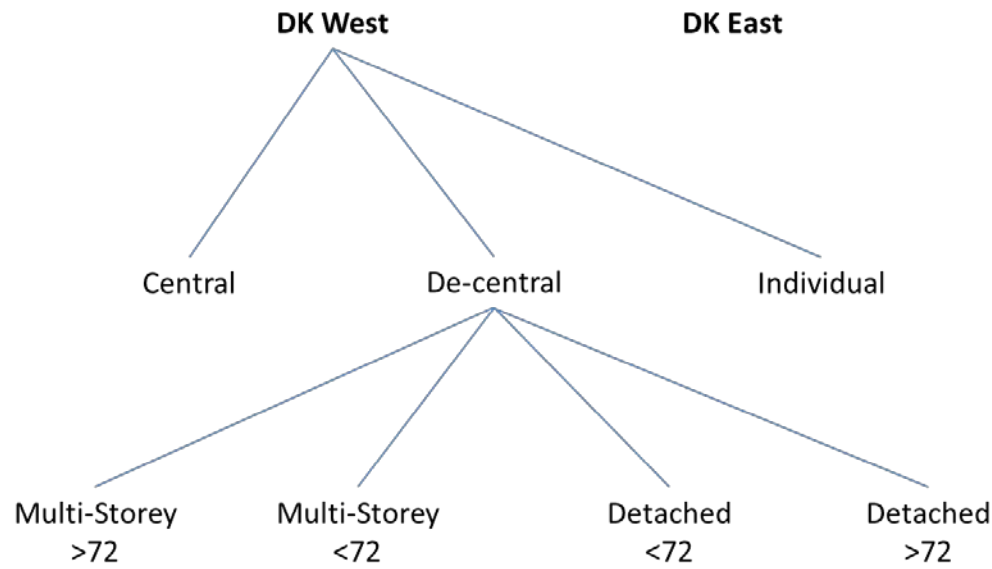 DK West DK East
Central De-central Individual
Multi-Storey Multi-Storey Detached Detached
>72 <72 <72 >72